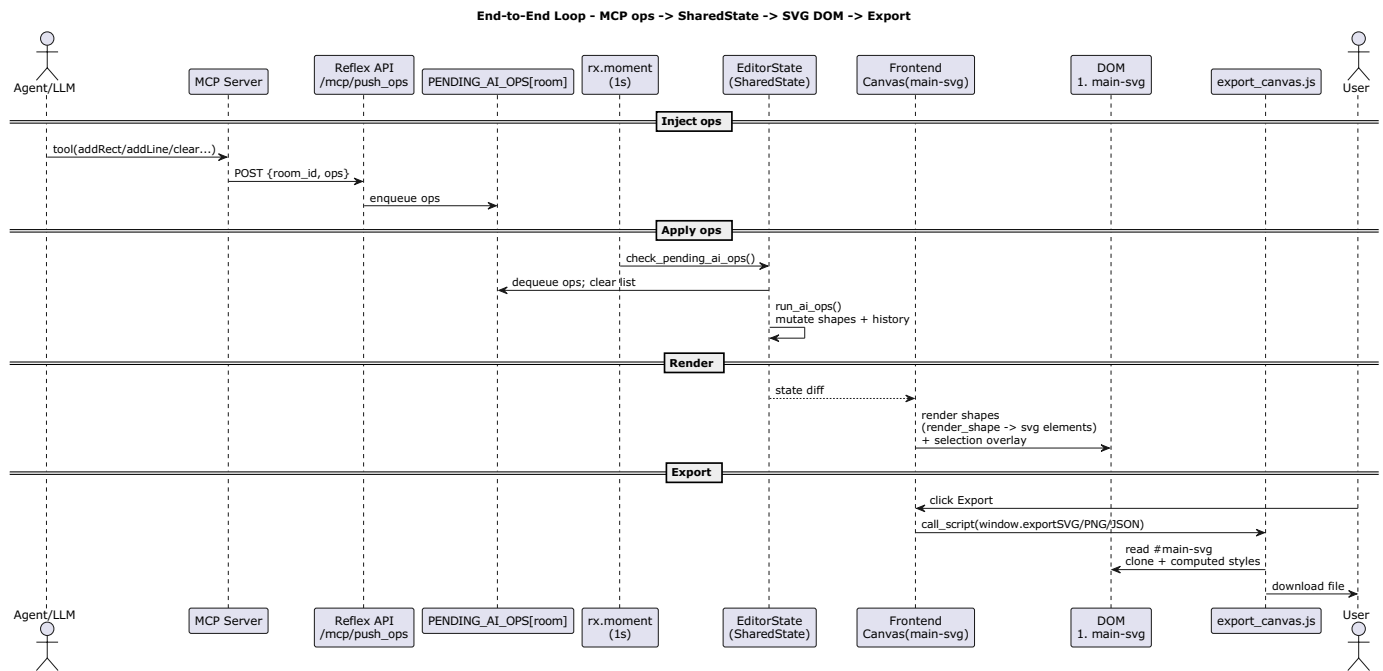 End-to-End Loop - MCP ops -> SharedState -> SVG DOM -> Export
Agent/LLM
MCP Server
Reflex API
/mcp/push_ops
PENDING_AI_OPS[room]
rx.moment
(1s)
EditorState
(SharedState)
Frontend
Canvas(main-svg)
DOM
1. main-svg
export_canvas.js
User
Inject ops
tool(addRect/addLine/clear...)
POST {room_id, ops}
enqueue ops
Apply ops
check_pending_ai_ops()
dequeue ops; clear list
run_ai_ops()
mutate shapes + history
Render
state diff
render shapes
(render_shape -> svg elements)
+ selection overlay
Export
click Export
call_script(window.exportSVG/PNG/JSON)
read #main-svg
clone + computed styles
download file
Agent/LLM
MCP Server
Reflex API
/mcp/push_ops
PENDING_AI_OPS[room]
rx.moment
(1s)
EditorState
(SharedState)
Frontend
Canvas(main-svg)
DOM
1. main-svg
export_canvas.js
User